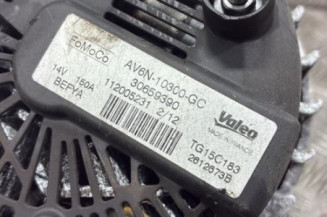 FoMoCo
AV6N-10300-GC
14V 150A
30659390
BEFYA
112005231 2/12
Valeo
MADE IN FRANCE
TG15C183
2612673B